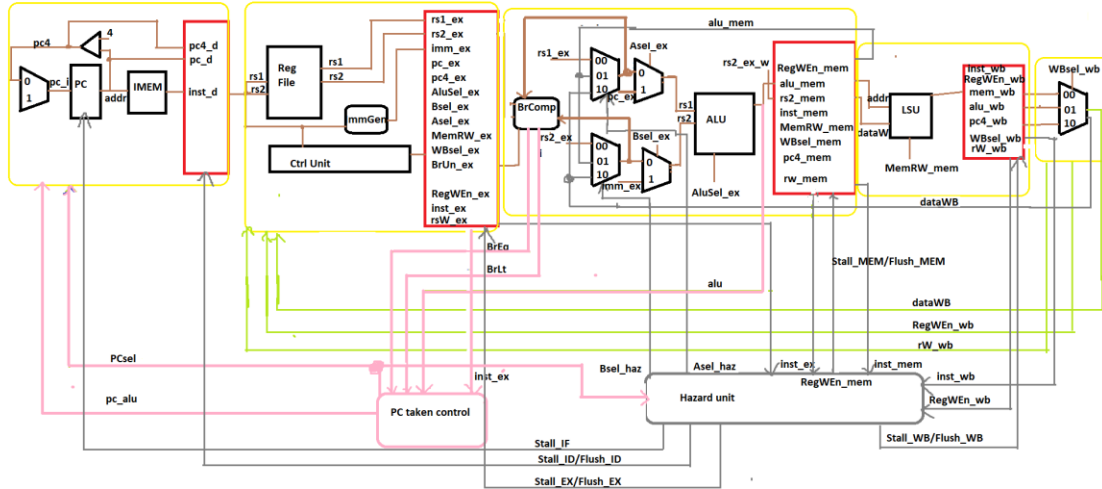 pc4
4
0
1
pc_i
PC
addr
IMEM
pc4_d
pc_d
inst_d
rs1
rs2
Reg
File
rs1
rs2
mmGen
Ctrl Unit
rs1_ex
rs2_ex
imm_ex
pc_ex
pc4_ex
AluSel_ex
Bsel_ex
Asel_ex
MemRW_ex
WBsel_ex
BrUn_ex
RegWEn_ex
inst_ex
rsW_ex
BrComp
i
alu_mem
rs1_ex
00
01
10
pc_ex
Asel_ex
0
1
rs1
rs2
ALU
AluSel_ex
rs2_ex
00
01
10
imm_ex
Bsel_ex
0
1
rs2_ex_w
RegWEn_mem
alu_mem
rs2_mem
inst_mem
MemRW_mem
WBsel_mem
pc4_mem
rw_mem
addr
dataW
LSU
MemRW_mem
inst_wb
RegWEn_wb
mem_wb
alu_wb
pc4_wb
WBsel_wb
rW_wb
WBsel_wb
00
01
10
dataWB
BrEq
BrLt
alu
Stall_MEM/Flush_MEM
dataWB
RegWEn_wb
rW_wb
PCsel
pc_alu
inst_ex
PC taken control
Bsel_haz
Asel_haz
inst_ex
inst_mem
RegWEn_mem
Hazard unit
inst_wb
RegWEn_wb
Stall_WB/Flush_WB
Stall_IF
Stall_ID/Flush_ID
Stall_EX/Flush_EX